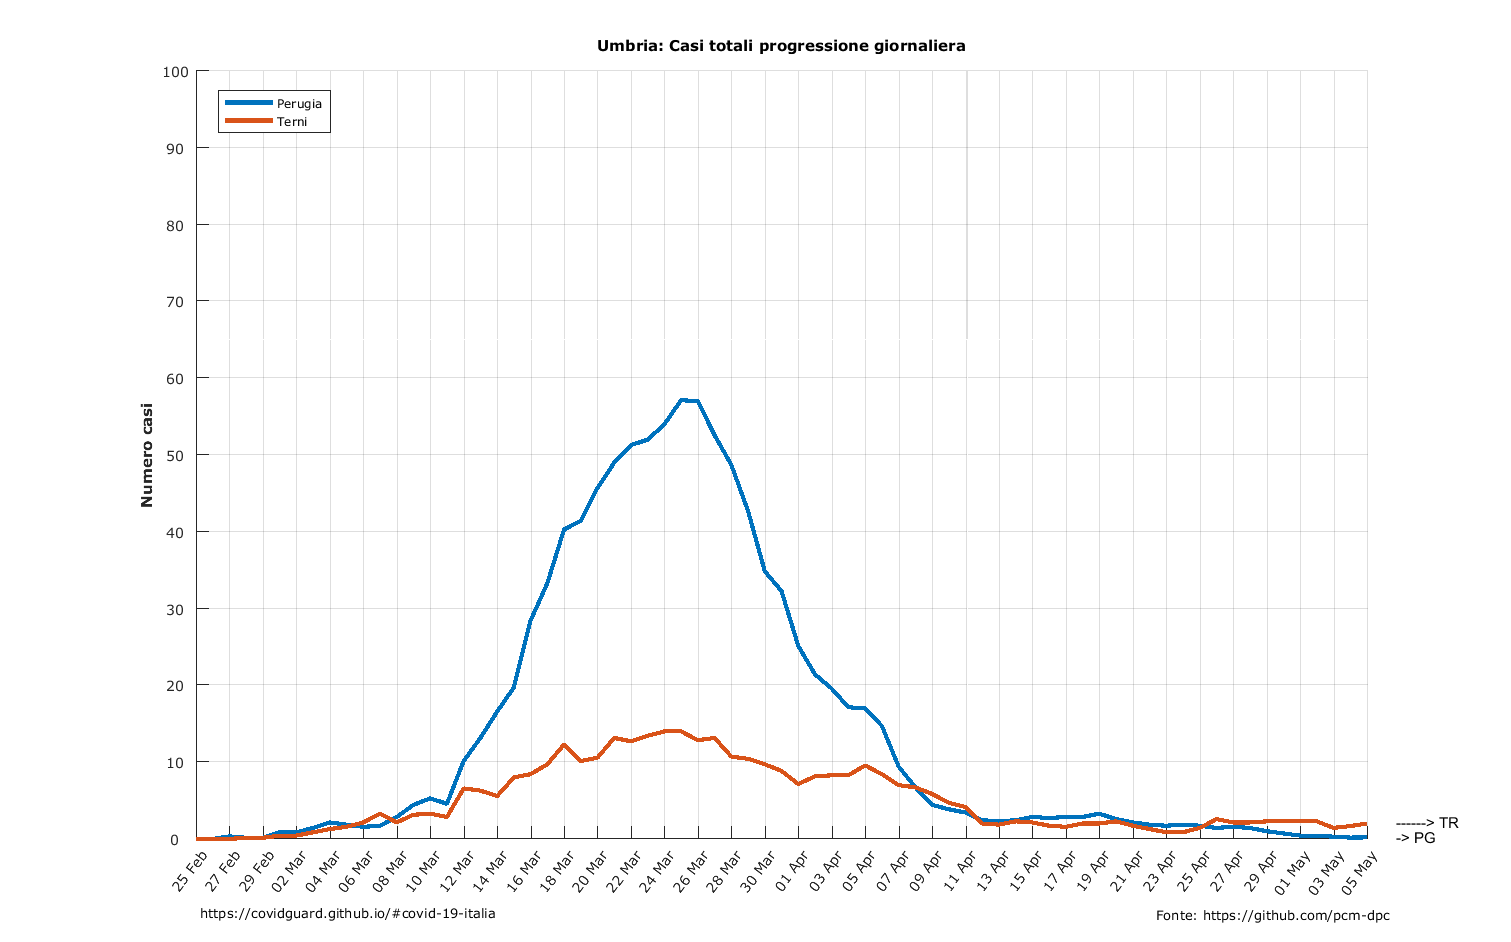 Umbria: Casi totali progressione giornaliera
100
90
80
70
60
50
40
30
20
10
0
Numero casi
Perugia
Terni
25 Feb
27 Feb
29 Feb
02 Mar
04 Mar
06 Mar
08 Mar
10 Mar
12 Mar
14 Mar
16 Mar
18 Mar
20 Mar
22 Mar
24 Mar
26 Mar
28 Mar
30 Mar
01 Apr
03 Apr
05 Apr
07 Apr
09 Apr
11 Apr
13 Apr
15 Apr
17 Apr
19 Apr
21 Apr
23 Apr
25 Apr
27 Apr
29 Apr
01 May
03 May
05 May
------> TR
-> PG
https://covidguard.github.io/#covid-19-italia
Fonte: https://github.com/pcm-dpc